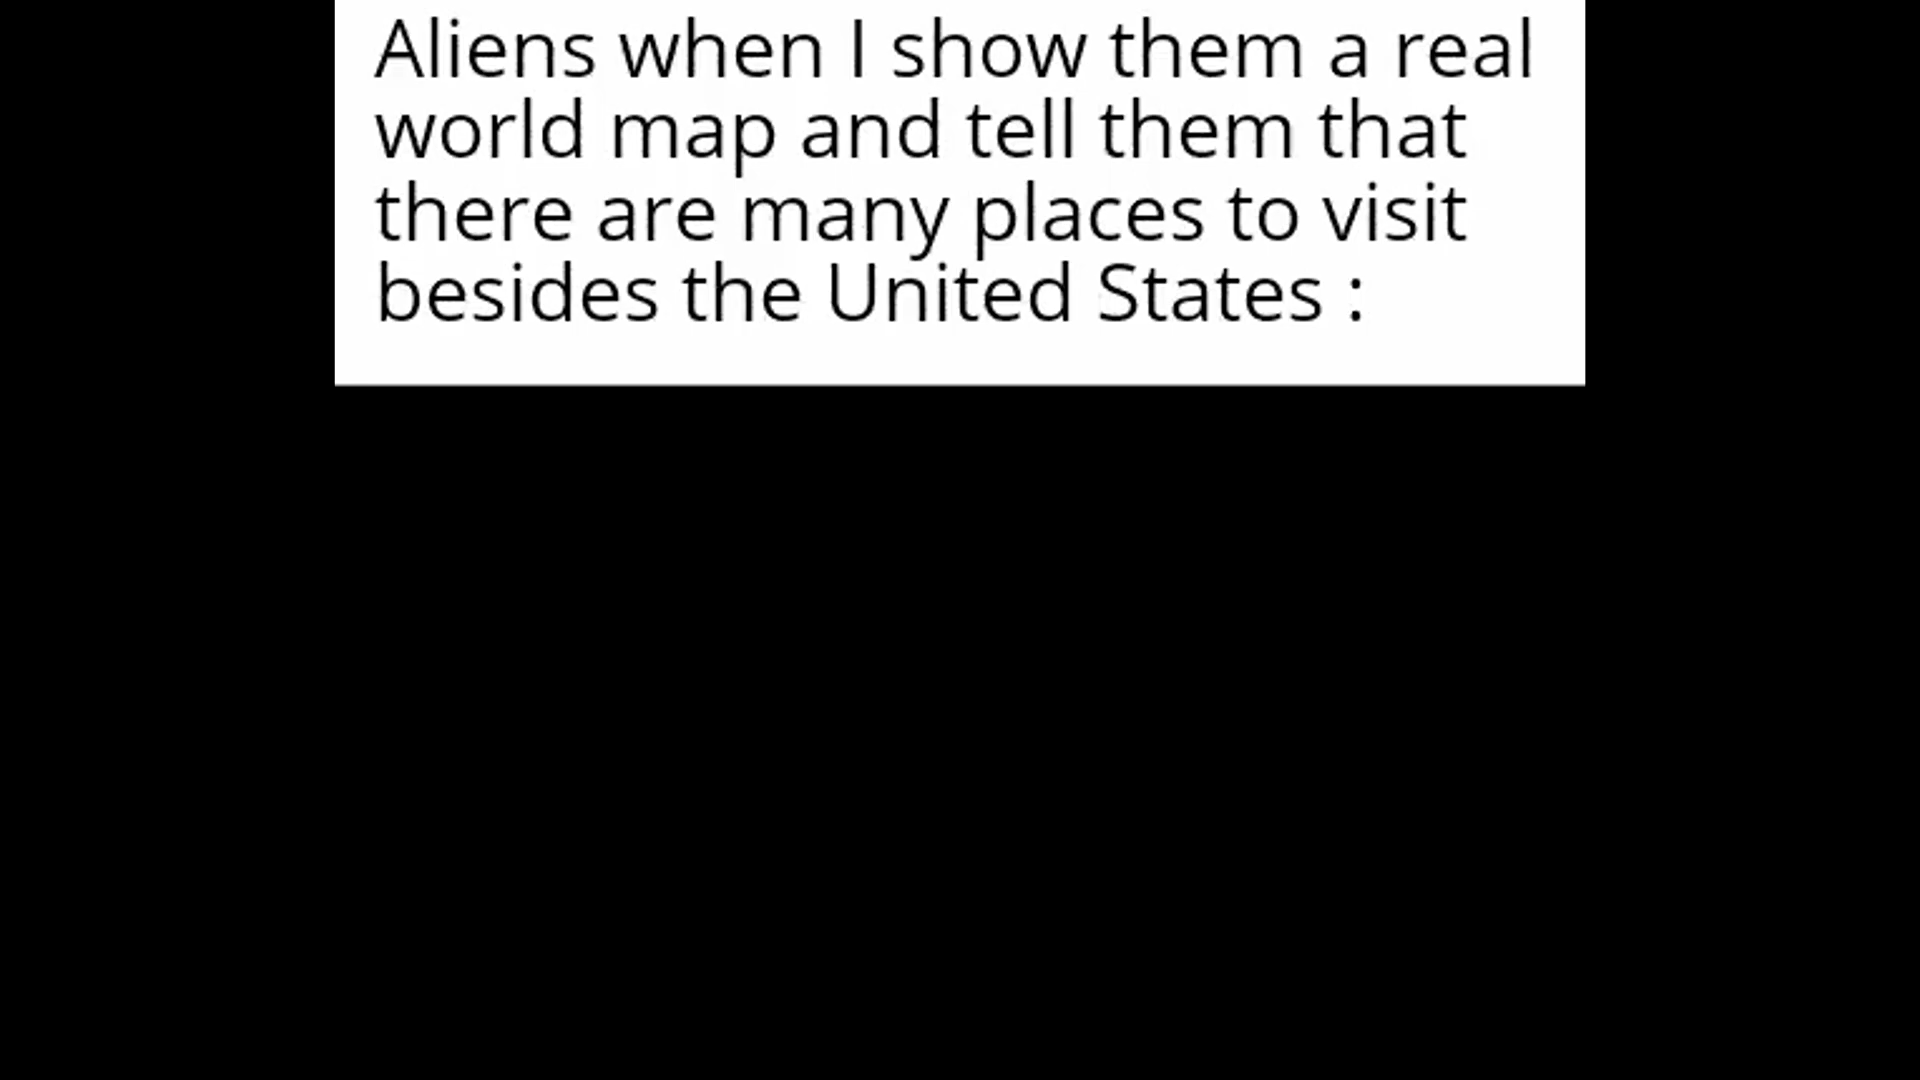 Aliens when I show them a real
world map and tell them that
there are many places to visit
besides the United States :